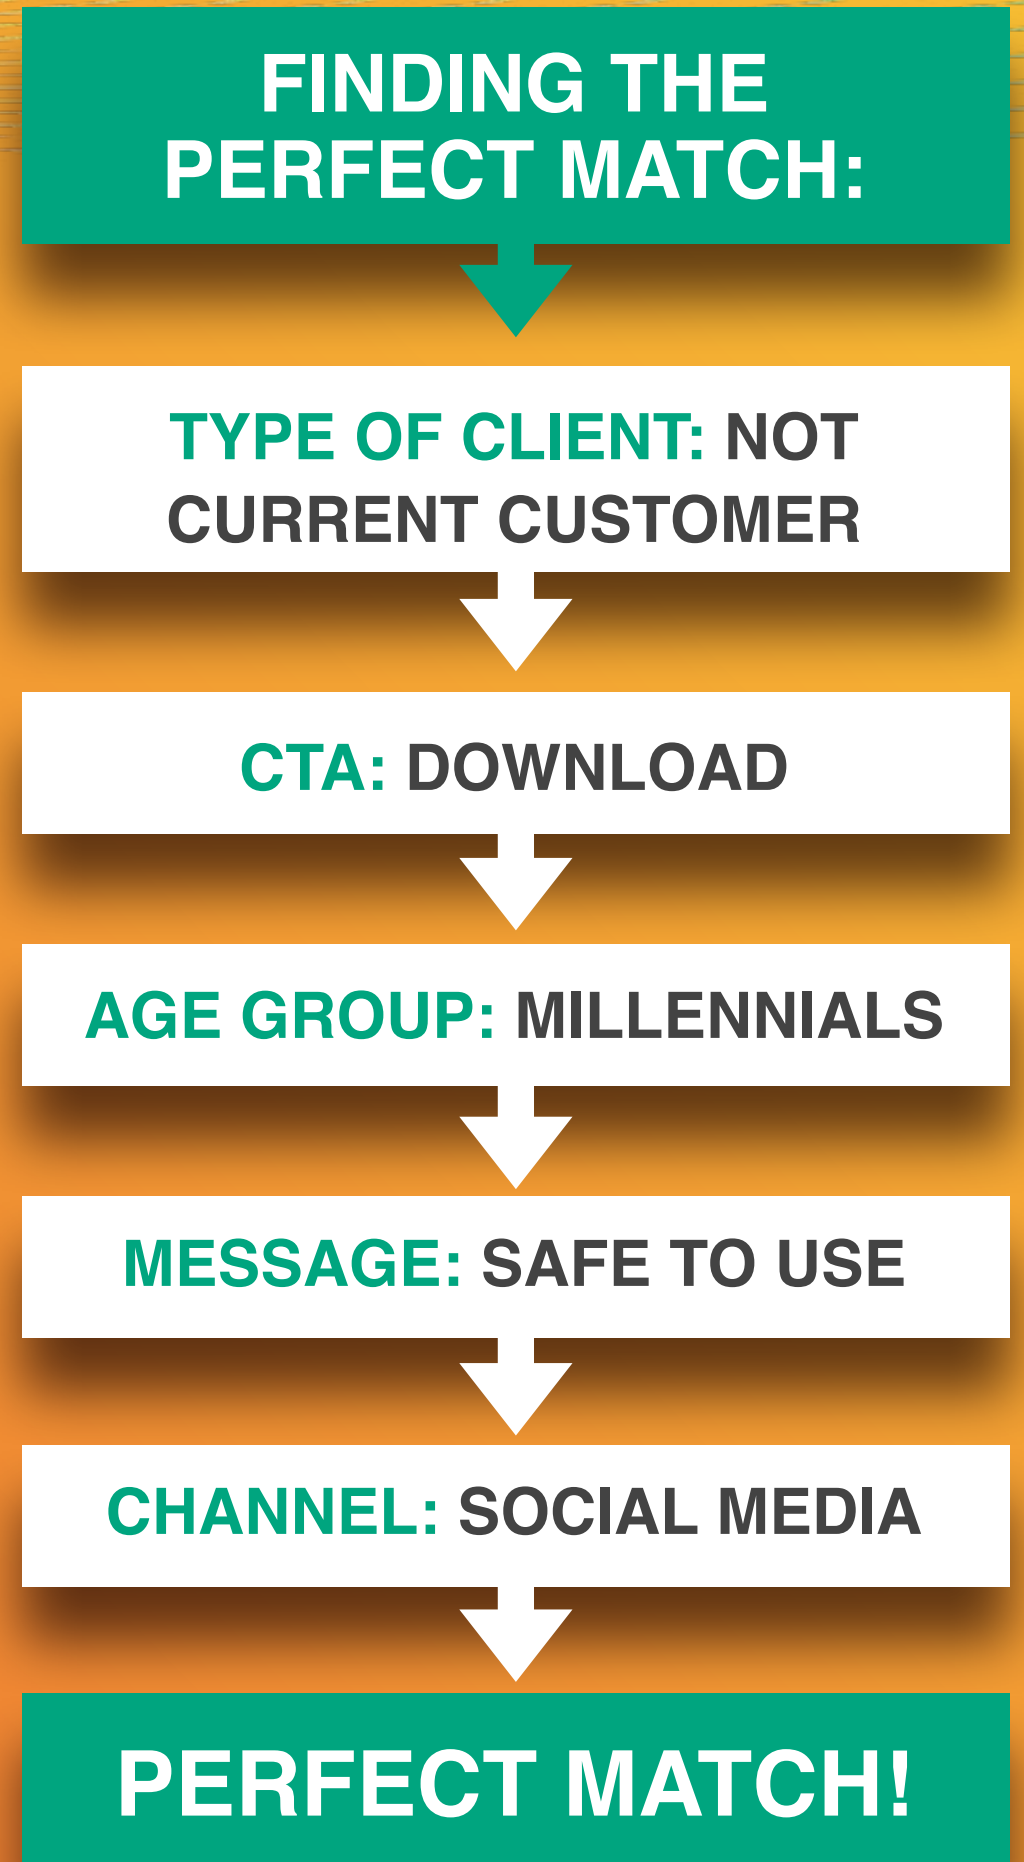 FINDING THE
PERFECT MATCH:
TYPE OF CLIENT: NOT
CURRENT CUSTOMER
CTA: DOWNLOAD
AGE GROUP: MILLENNIALS
MESSAGE: SAFE TO USE
CHANNEL: SOCIAL MEDIA
PERFECT MATCH!